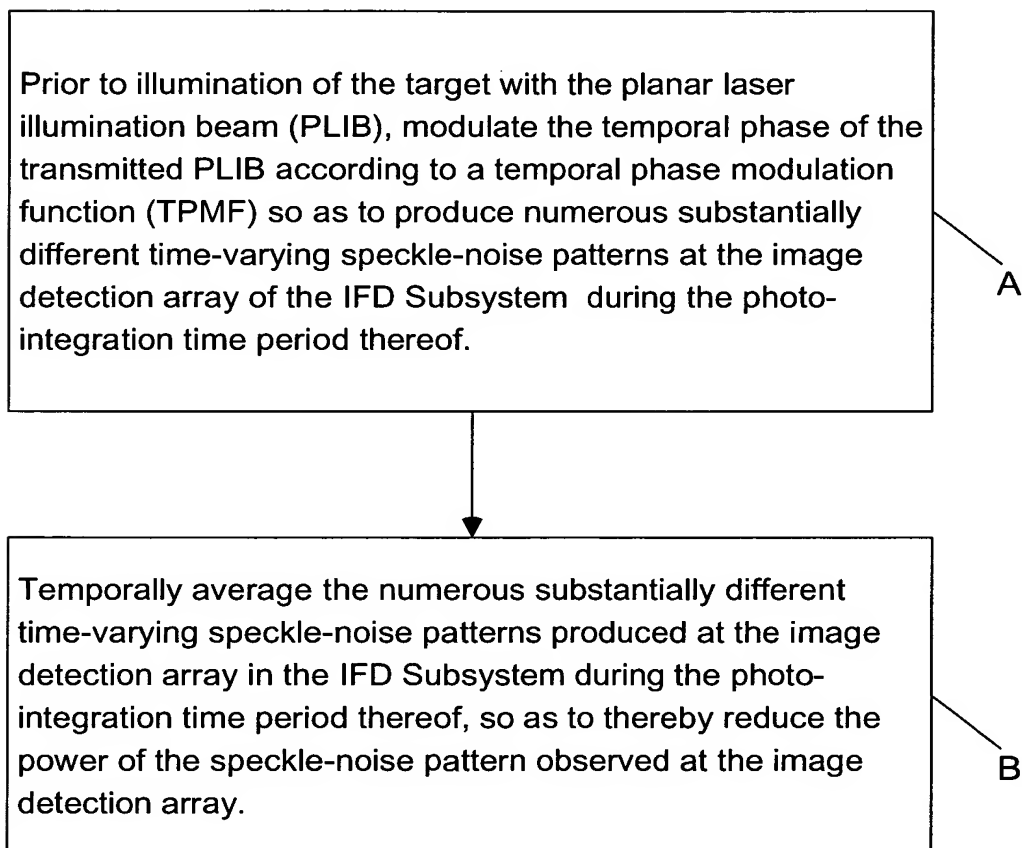 Prior to illumination of the target with the planar laser
illumination beam (PLIB), modulate the temporal phase of the
transmitted PLIB according to a temporal phase modulation
function (TPMF) so as to produce numerous substantially
different time-varying speckle-noise patterns at the image
detection array of the IFD Subsystem during the photo-
integration time period thereof.
A
Temporally average the numerous substantially different
time-varying speckle-noise patterns produced at the image
detection array in the IFD Subsystem during the photo-
integration time period thereof, so as to thereby reduce the
power of the speckle-noise pattern observed at the image
detection array.
B